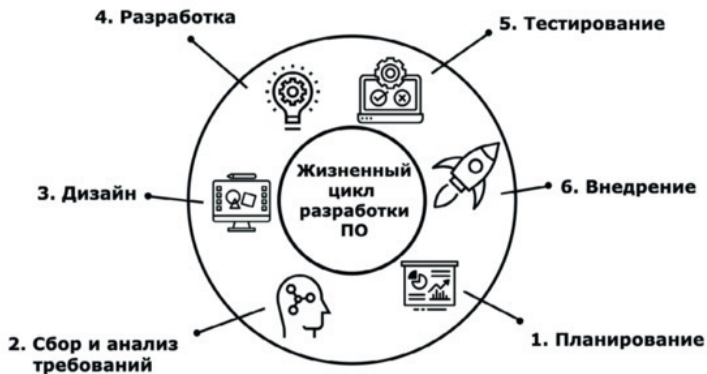 4. Разработка
5. Тестирование
Жизненный
цикл
разработки
ПО
3. Дизайн
6. Внедрение
2. Сбор и анализ
требований
1. Планирование